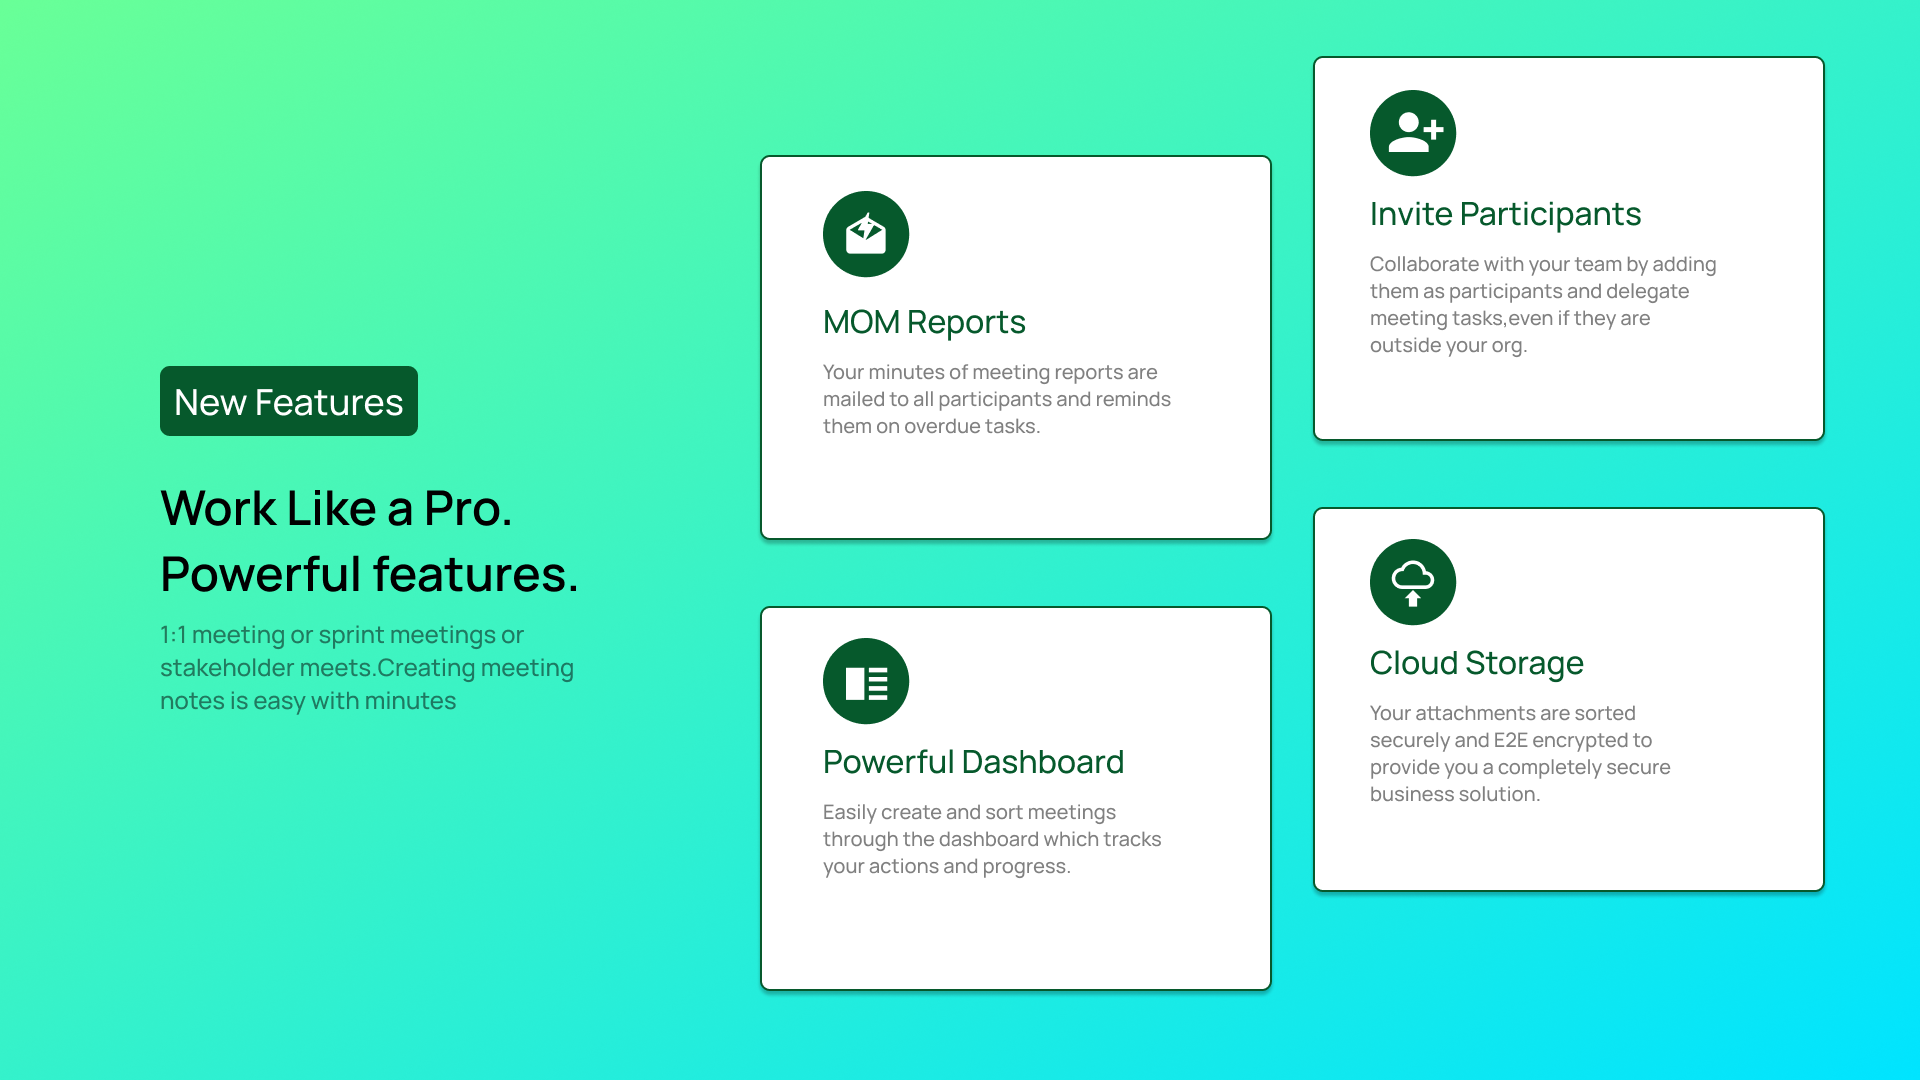 New Features
Work Like a Pro.
Powerful features.
1:1 meeting or sprint meetings or
stakeholder meets.Creating meeting
notes is easy with minutes
MOM Reports
Your minutes of meeting reports are
mailed to all participants and reminds
them on overdue tasks.
Powerful Dashboard
Easily create and sort meetings
through the dashboard which tracks
your actions and progress.
Invite Participants
Collaborate with your team by adding
them as participants and delegate
meeting tasks,even if they are
outside your org.
Cloud Storage
Your attachments are sorted
securely and E2E encrypted to
provide you a completely secure
business solution.